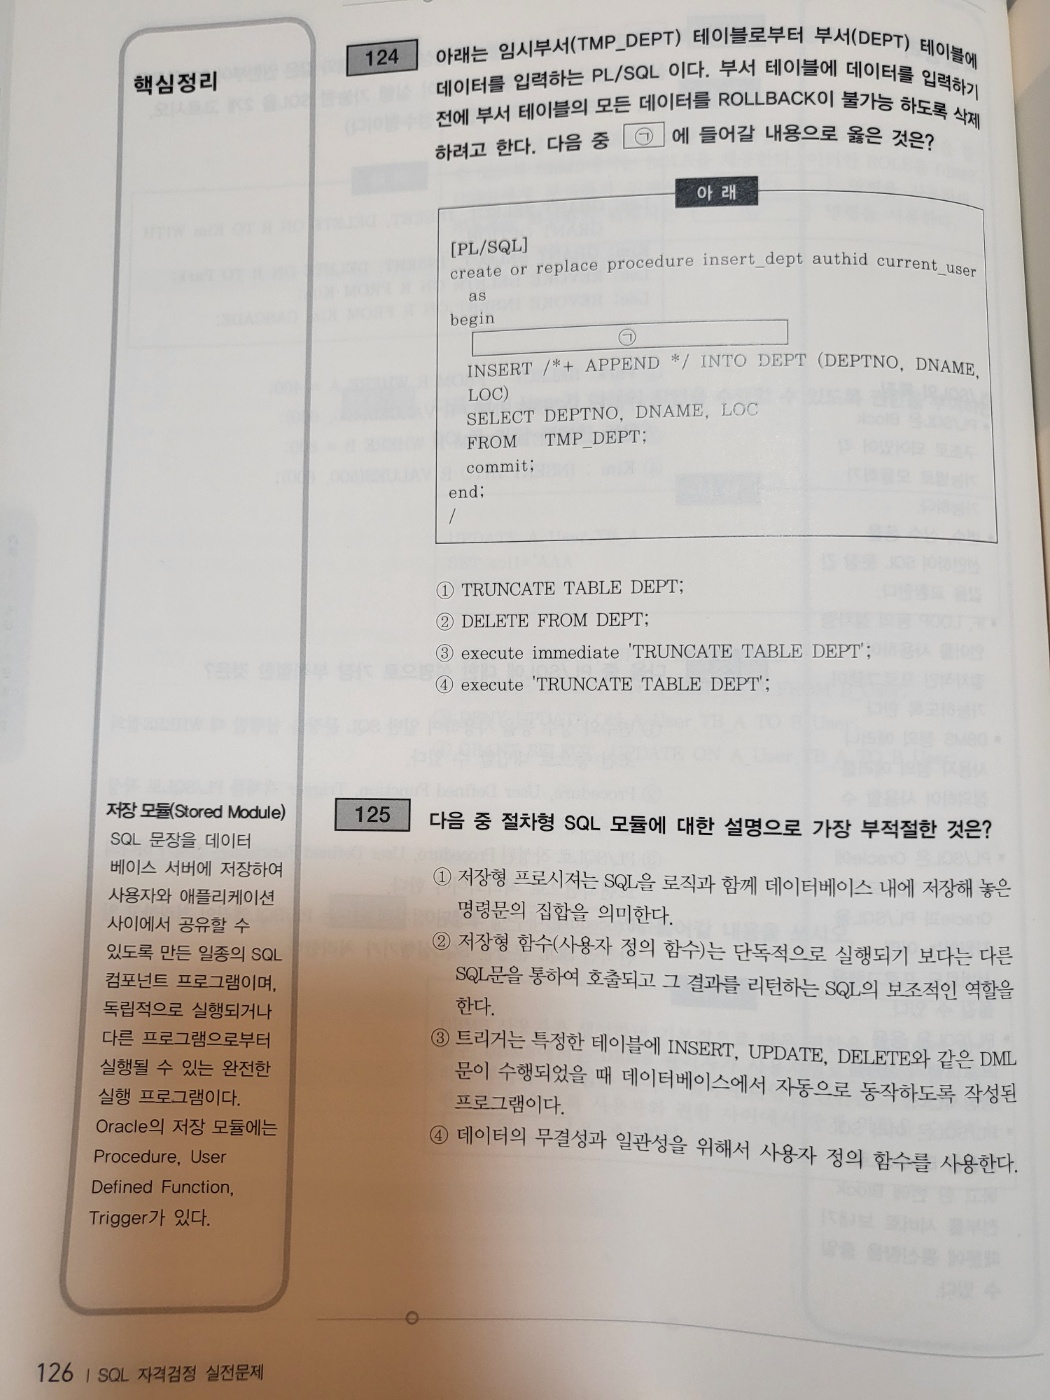 핵심정리
124
아래는 임시부서(TMP_DEPT) 테이블로부터 부서(DEPT) 테이블에
데이터를 입력하는 PL/SQL 이다. 부서 테이블에 데이터를 입력하기
전에 부서 테이블의 모든 데이터를 ROLLBACK이 불가능 하도록 삭제
하려고 한다. 다음 중 ㉠ 에 들어갈 내용으로 옳은 것은?
아 래
[PL/SQL]
create or replace procedure insert_dept authid current_user
as
begin
㉠
INSERT /*+ APPEND */ INTO DEPT (DEPTNO, DNAME,
LOC)
SELECT DEPTNO, DNAME, LOC
FROM TMP_DEPT;
commit;
end;
/
① TRUNCATE TABLE DEPT;
② DELETE FROM DEPT;
③ execute immediate 'TRUNCATE TABLE DEPT';
④ execute 'TRUNCATE TABLE DEPT';
저장 모듈(Stored Module)
SQL 문장을 데이터
베이스 서버에 저장하여
사용자와 애플리케이션
사이에서 공유할 수
있도록 만든 일종의 SQL
컴포넌트 프로그램이며,
독립적으로 실행되거나
다른 프로그램으로부터
실행될 수 있는 완전한
실행 프로그램이다.
Oracle의 저장 모듈에는
Procedure, User
Defined Function,
Trigger가 있다.
125
다음 중 절차형 SQL 모듈에 대한 설명으로 가장 부적절한 것은?
① 저장형 프로시져는 SQL을 로직과 함께 데이터베이스 내에 저장해 놓은
명령문의 집합을 의미한다.
② 저장형 함수(사용자 정의 함수)는 단독적으로 실행되기 보다는 다른
SQL문을 통하여 호출되고 그 결과를 리턴하는 SQL의 보조적인 역할을
한다.
③ 트리거는 특정한 테이블에 INSERT, UPDATE, DELETE와 같은 DML
문이 수행되었을 때 데이터베이스에서 자동으로 동작하도록 작성된
프로그램이다.
④ 데이터의 무결성과 일관성을 위해서 사용자 정의 함수를 사용한다.
126 | SQL 자격검정 실전문제